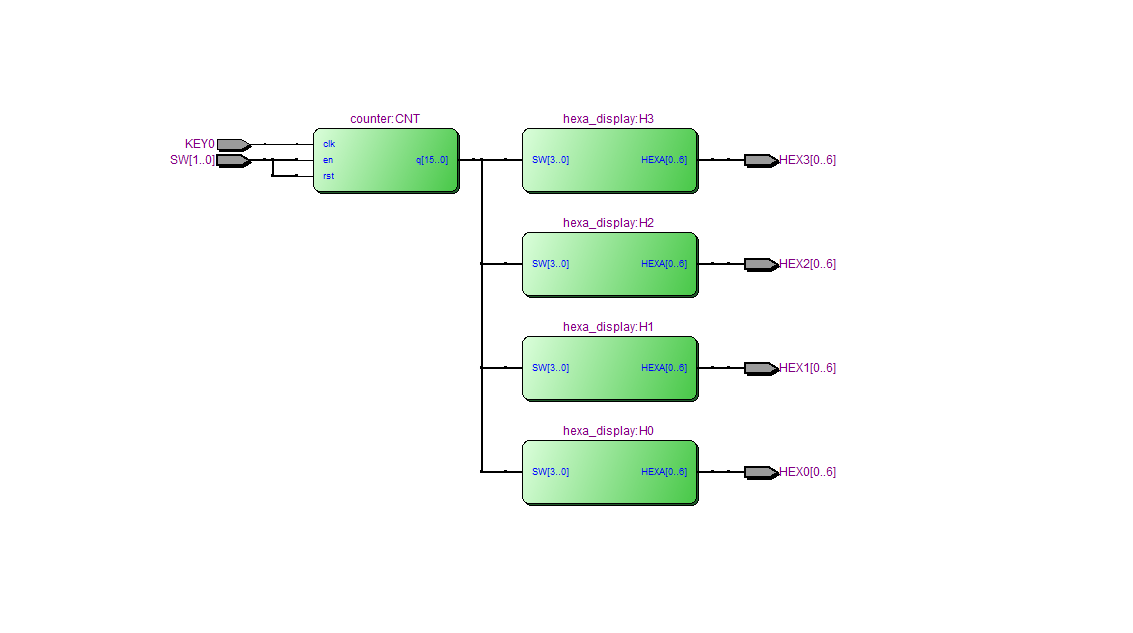 counter:CNT
hexa_display:H3
KEY0
clk
SW[1..0]
en
q[15..0]
SW[3..0]
HEXA[0..6]
HEX3[0..6]
rst
hexa_display:H2
SW[3..0]
HEXA[0..6]
HEX2[0..6]
hexa_display:H1
SW[3..0]
HEXA[0..6]
HEX1[0..6]
hexa_display:H0
SW[3..0]
HEXA[0..6]
HEX0[0..6]